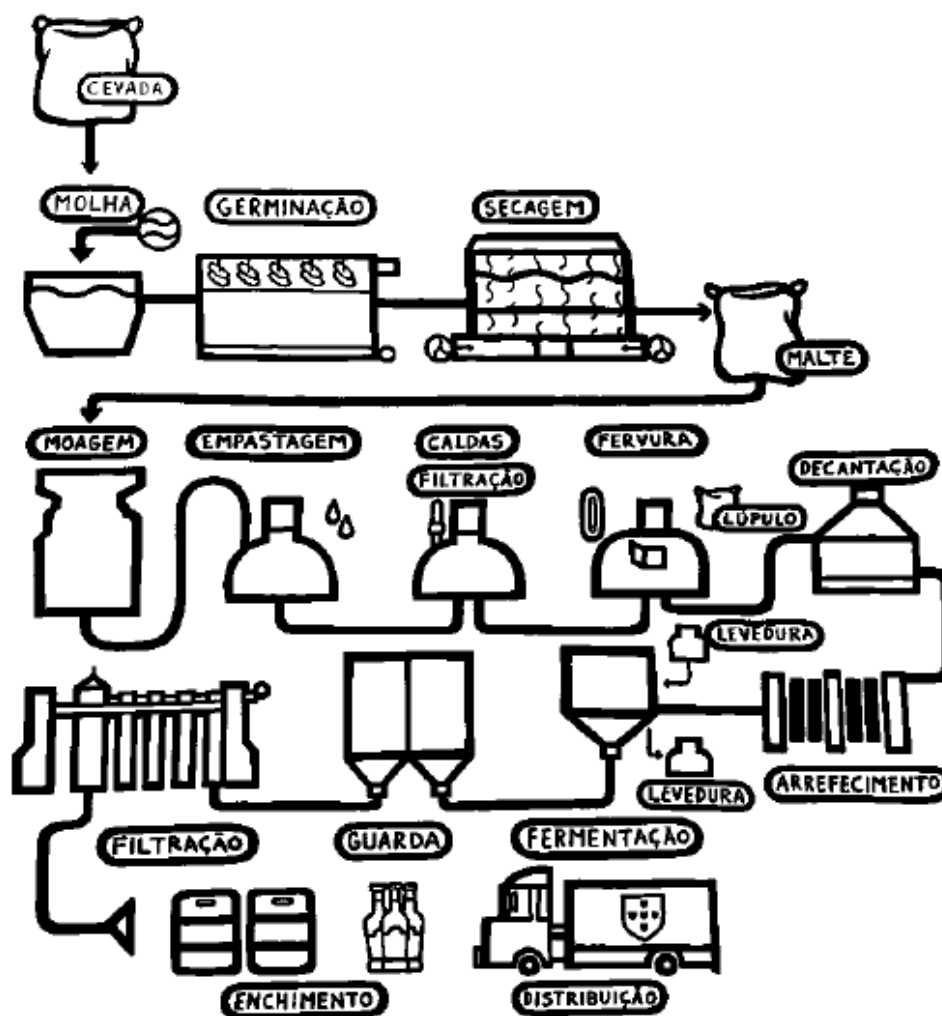 CEVADA
MOLHA
GERMINAÇÃO
SECAGEM
MALTE
MOAGEM
EMPASTAGEM
CALDAS
FILTRAÇÃO
FERVURA
LÚPULO
DECANTAÇÃO
LEVEDURA
LEVEDURA
ARREFECIMENTO
FERMENTAÇÃO
GUARDA
FILTRAÇÃO
ENCHIMENTO
DISTRIBUIÇÃO